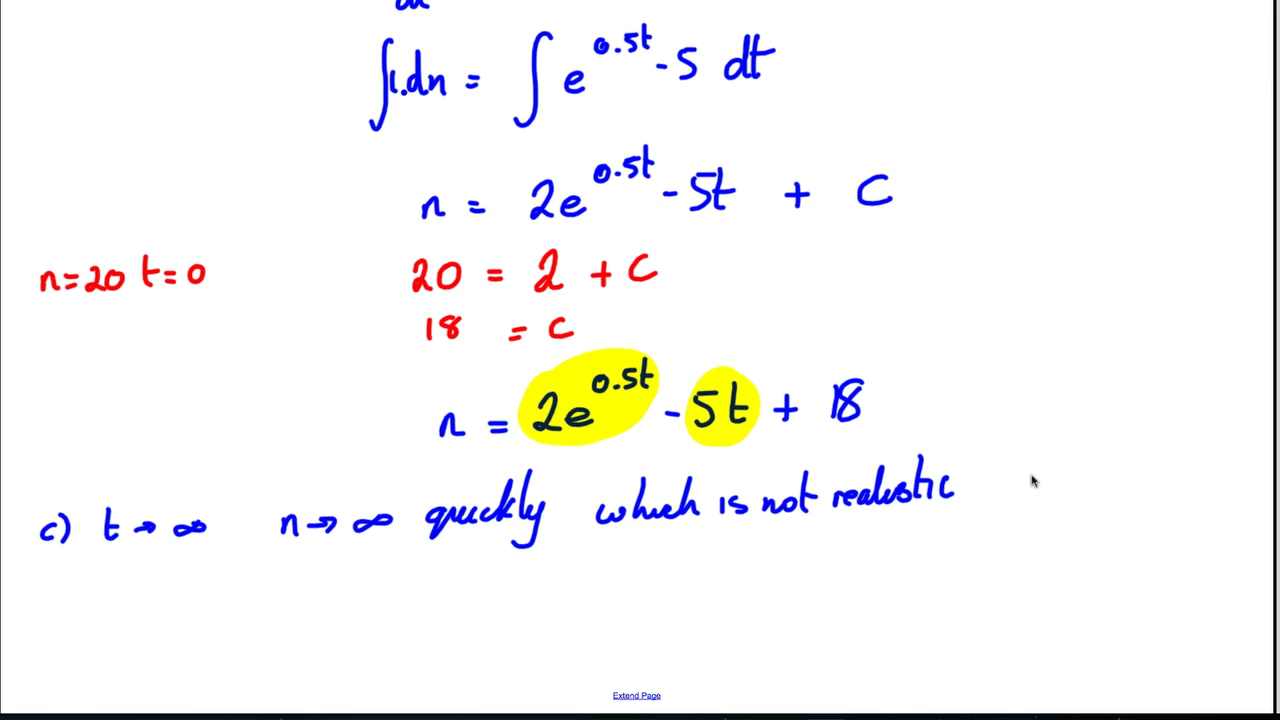 ∫1.dn = ∫ e^0.5t - 5 dt
n = 2e^0.5t - 5t + C
n=20 t=0 20 = 2 + C
18 = C
n = 2e^0.5t - 5t + 18
c) t → ∞ n → ∞ quickly which is not realistic
Extend Page